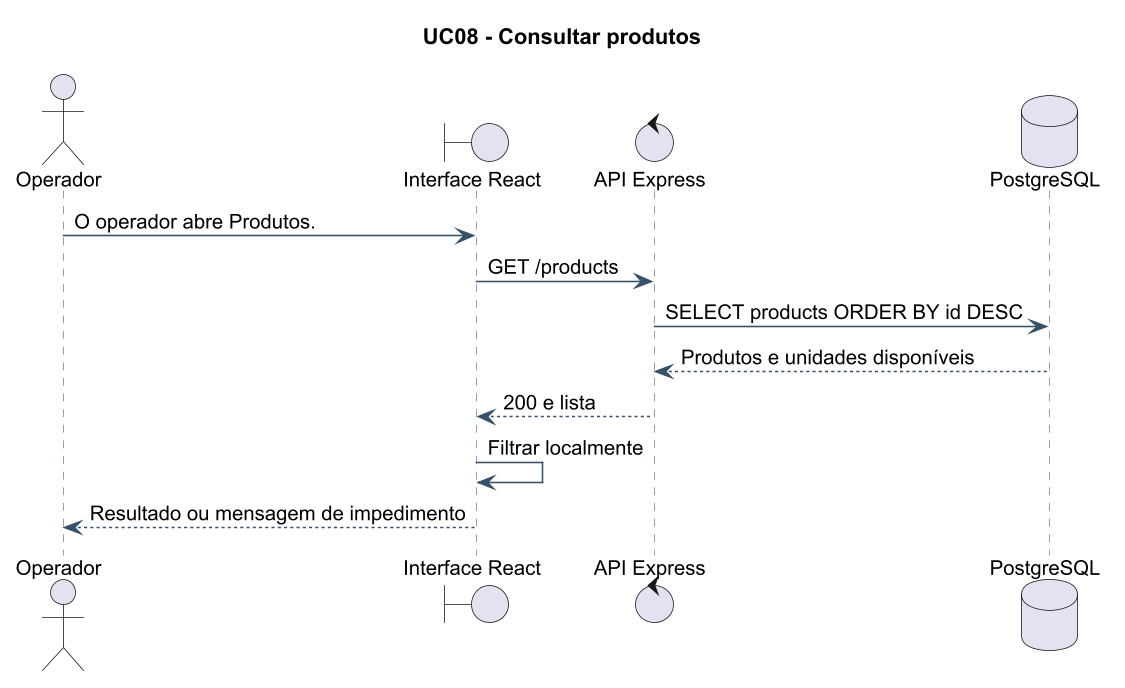 UC08 - Consultar produtos
Operador
Interface React
API Express
PostgreSQL
O operador abre Produtos.
GET /products
SELECT products ORDER BY id DESC
Produtos e unidades disponíveis
200 e lista
Filtrar localmente
Resultado ou mensagem de impedimento
Operador
Interface React
API Express
PostgreSQL